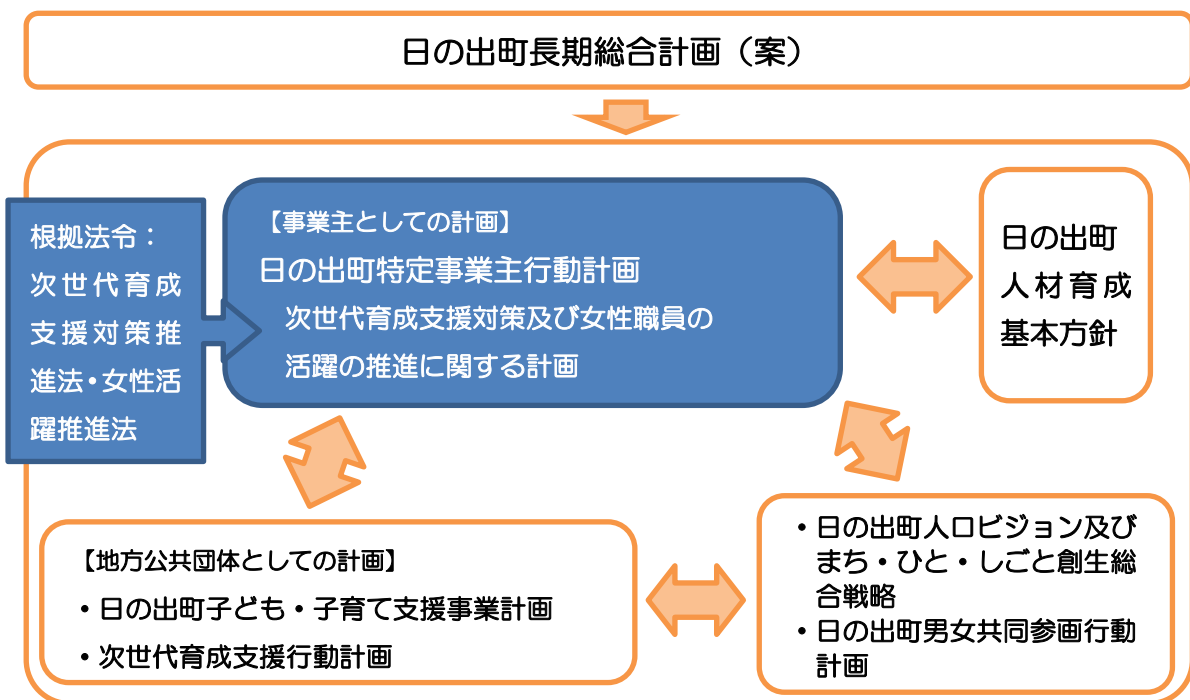 日の出町長期総合計画（案）
根拠法令：
次世代育成
支援対策推
進法・女性活
躍推進法
【事業主としての計画】
日の出町特定事業主行動計画
次世代育成支援対策及び女性職員の
活躍の推進に関する計画
日の出町
人材育成
基本方針
【地方公共団体としての計画】
・日の出町子ども・子育て支援事業計画
・次世代育成支援行動計画
・日の出町人口ビジョン及び
まち・ひと・しごと創生総
合戦略
・日の出町男女共同参画行動
計画